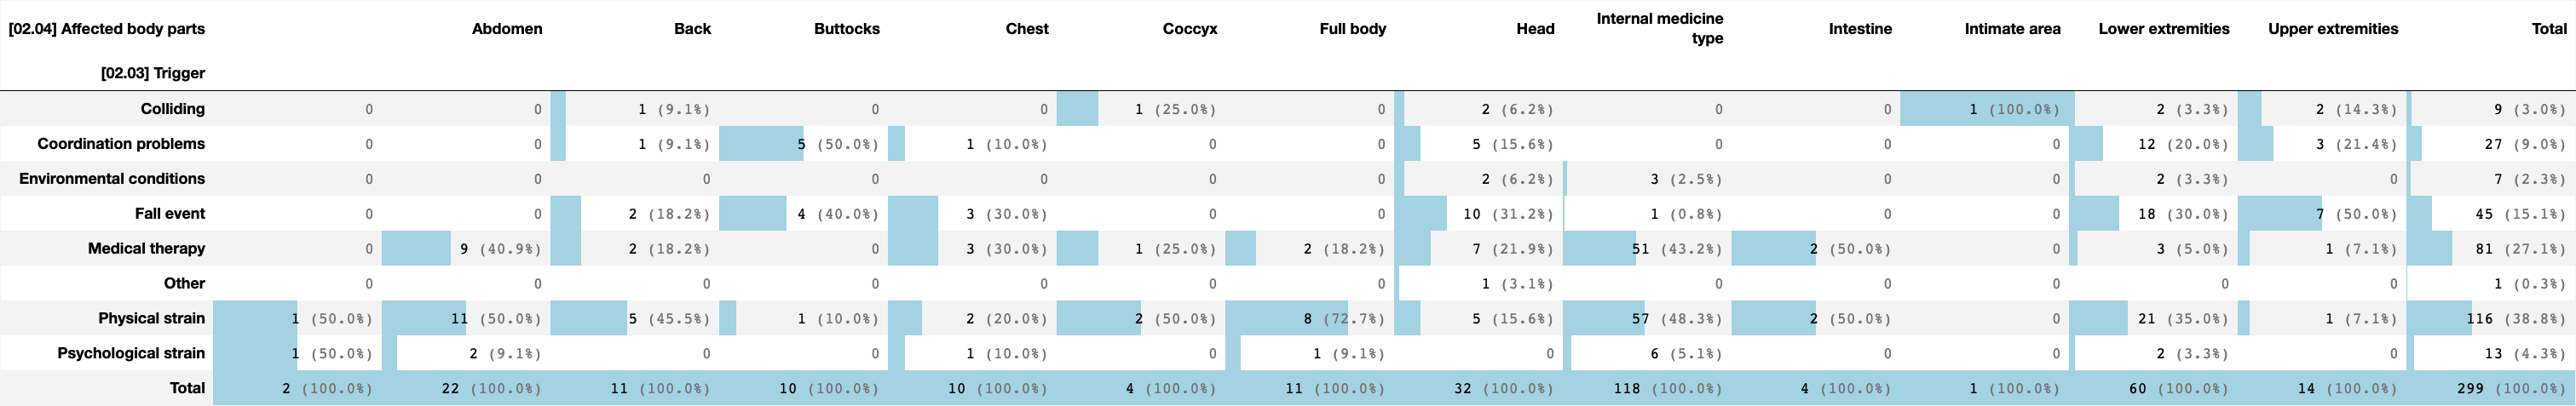 [02.04] Affected body parts Abdomen Back Buttocks Chest Coccyx Full body Head Internal medicine type Intestine Intimate area Lower extremities Upper extremities Total
[02.03] Trigger
Colliding 0 0 1 (9.1%) 0 0 1 (25.0%) 0 2 (6.2%) 0 0 1 (100.0%) 2 (3.3%) 2 (14.3%) 9 (3.0%)
Coordination problems 0 0 1 (9.1%) 5 (50.0%) 1 (10.0%) 0 0 5 (15.6%) 0 0 0 12 (20.0%) 3 (21.4%) 27 (9.0%)
Environmental conditions 0 0 0 0 0 0 0 2 (6.2%) 3 (2.5%) 0 0 2 (3.3%) 0 7 (2.3%)
Fall event 0 0 2 (18.2%) 4 (40.0%) 3 (30.0%) 0 0 10 (31.2%) 1 (0.8%) 0 0 18 (30.0%) 7 (50.0%) 45 (15.1%)
Medical therapy 0 9 (40.9%) 2 (18.2%) 0 3 (30.0%) 1 (25.0%) 2 (18.2%) 7 (21.9%) 51 (43.2%) 2 (50.0%) 0 3 (5.0%) 1 (7.1%) 81 (27.1%)
Other 0 0 0 0 0 0 0 1 (3.1%) 0 0 0 0 0 1 (0.3%)
Physical strain 1 (50.0%) 11 (50.0%) 5 (45.5%) 1 (10.0%) 2 (20.0%) 2 (50.0%) 8 (72.7%) 5 (15.6%) 57 (48.3%) 2 (50.0%) 0 21 (35.0%) 1 (7.1%) 116 (38.8%)
Psychological strain 1 (50.0%) 2 (9.1%) 0 0 1 (10.0%) 0 1 (9.1%) 0 6 (5.1%) 0 0 2 (3.3%) 0 13 (4.3%)
Total 2 (100.0%) 22 (100.0%) 11 (100.0%) 10 (100.0%) 10 (100.0%) 4 (100.0%) 11 (100.0%) 32 (100.0%) 118 (100.0%) 4 (100.0%) 1 (100.0%) 60 (100.0%) 14 (100.0%) 299 (100.0%)